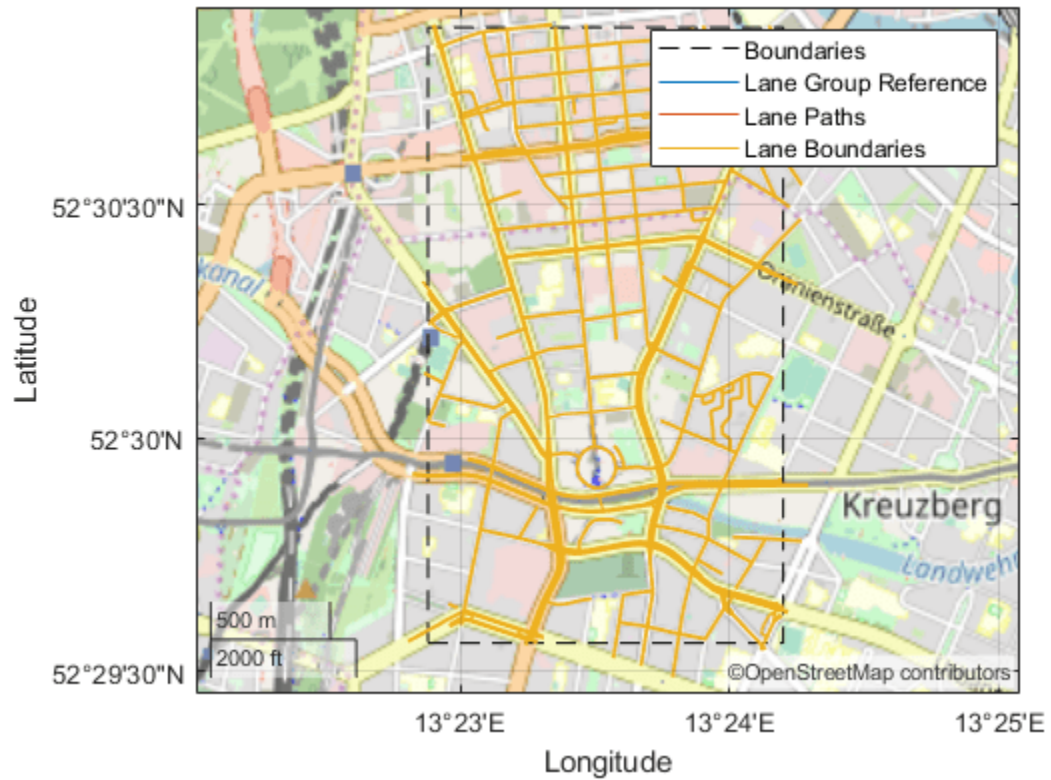 Boundaries
Lane Group Reference
Lane Paths
Lane Boundaries
52°30'30"N
kanal
Oranienstraße
Latitude
52°30'N
Kreuzberg
Landwehr
500 m
2000 ft
©OpenStreetMap contributors
52°29'30"N
13°23'E
13°24'E
13°25'E
Longitude